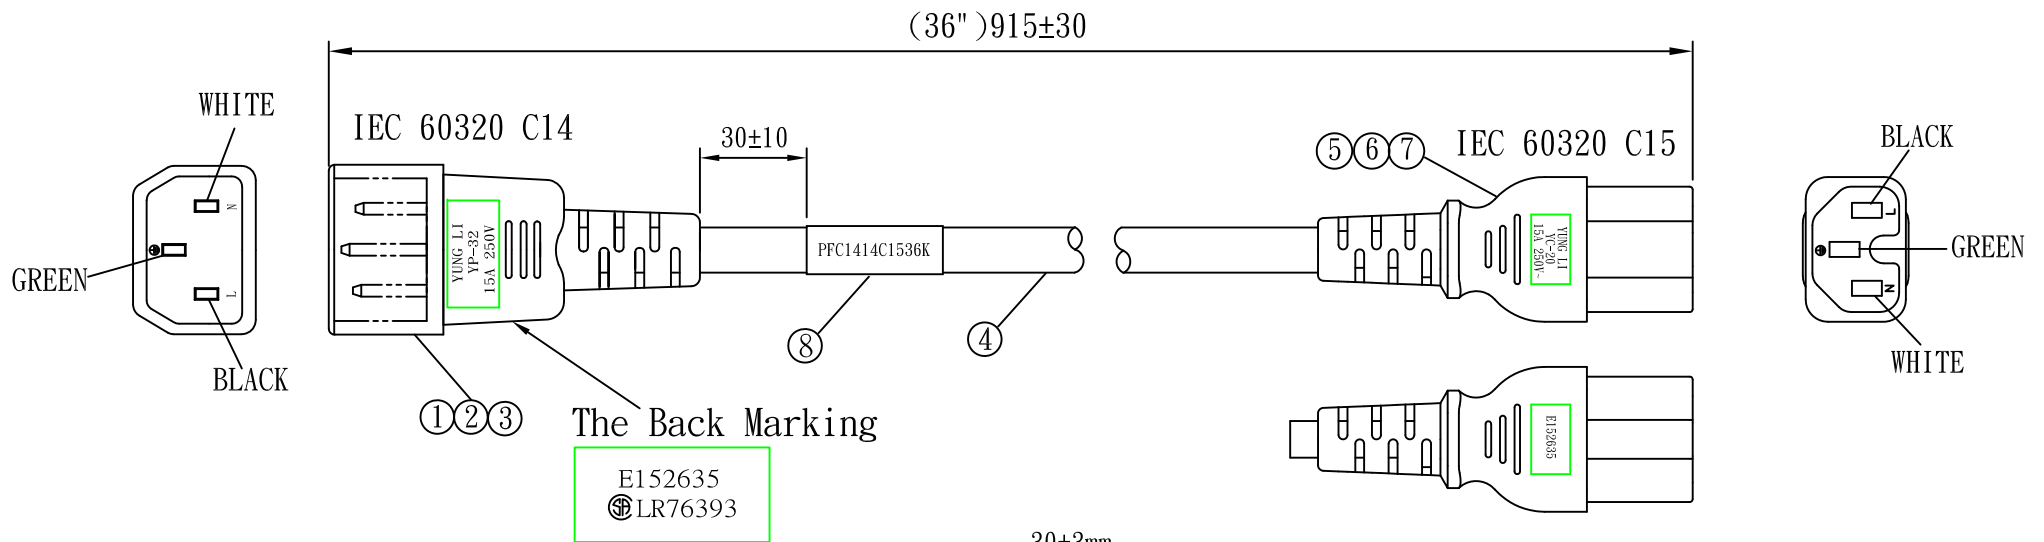 (36")915±30
WHITE
IEC 60320 C14
30±10
⑤⑥⑦
IEC 60320 C15
BLACK
N
L
GREEN
BLACK
YUNG LI
YP-32
15A 250V
PFC1414C1536K
YUNG LI
YC-20
15A 250V~
L
N
GREEN
WHITE
⑧
④
①②③
The Back Marking
E152635
LR76393
E152635
30±3mm